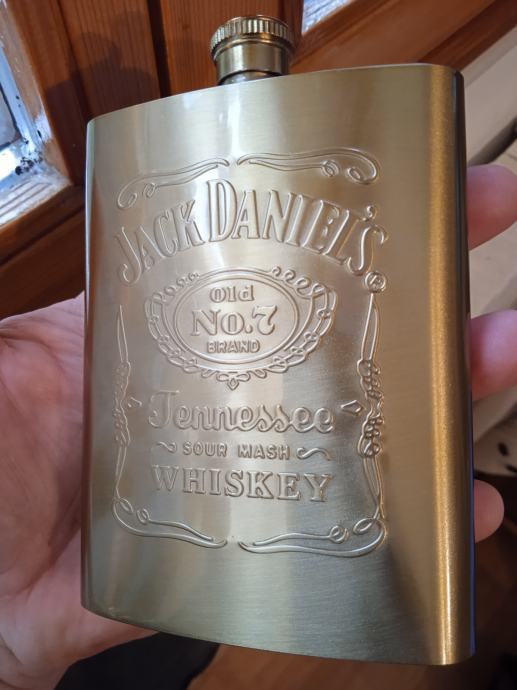 JACK DANIEL'S
Old
No.7
BRAND
Tennessee
SOUR MASH
WHISKEY